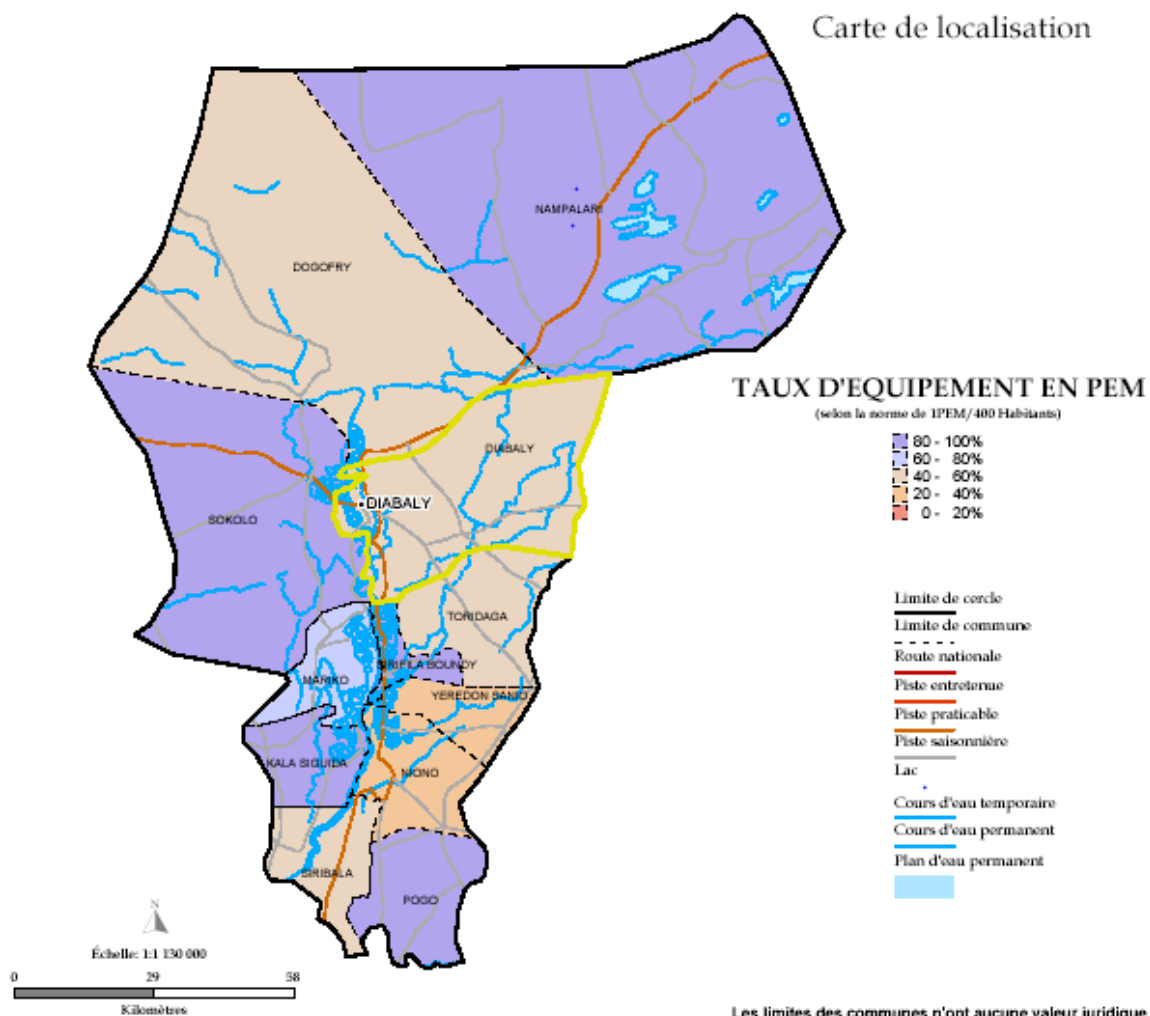 Carte de localisation
NAMPALARI
DOGOFRY
TAUX D'EQUIPEMENT EN PEM
(selon la norme de 1PEM/400 Habitants)
80 - 100%
60 - 80%
40 - 60%
20 - 40%
0 - 20%
DIABALY
DIABALY
SOKOLO
TORIDAGA
SIRIFILA BOUNDY
MARIKO
YEREDON SANIO
KALA SIGUIDA
NIONO
SIRIBALA
POGO
Limite de cercle
Limite de commune
Route nationale
Piste entretenue
Piste praticable
Piste saisonnière
Lac
Cours d'eau temporaire
Cours d'eau permanent
Plan d'eau permanent
N
Échelle: 1:1 130 000
0 29 58
Kilomètres
Les limites des communes n'ont aucune valeur juridique